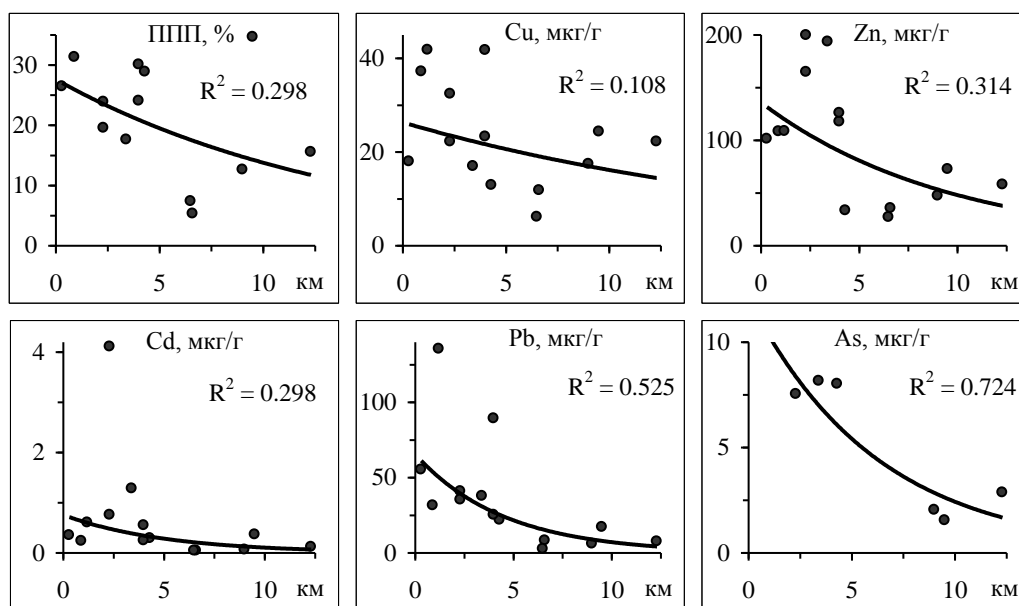 ППП, %
R² = 0.298
30
20
10
0
0 5 10 км
Cu, мкг/г
R² = 0.108
40
20
0
0 5 10 км
Zn, мкг/г
R² = 0.314
200
100
0
0 5 10 км
Cd, мкг/г
R² = 0.298
4
2
0
0 5 10 км
Pb, мкг/г
R² = 0.525
100
50
0
0 5 10 км
As, мкг/г
R² = 0.724
10
5
0
0 5 10 км